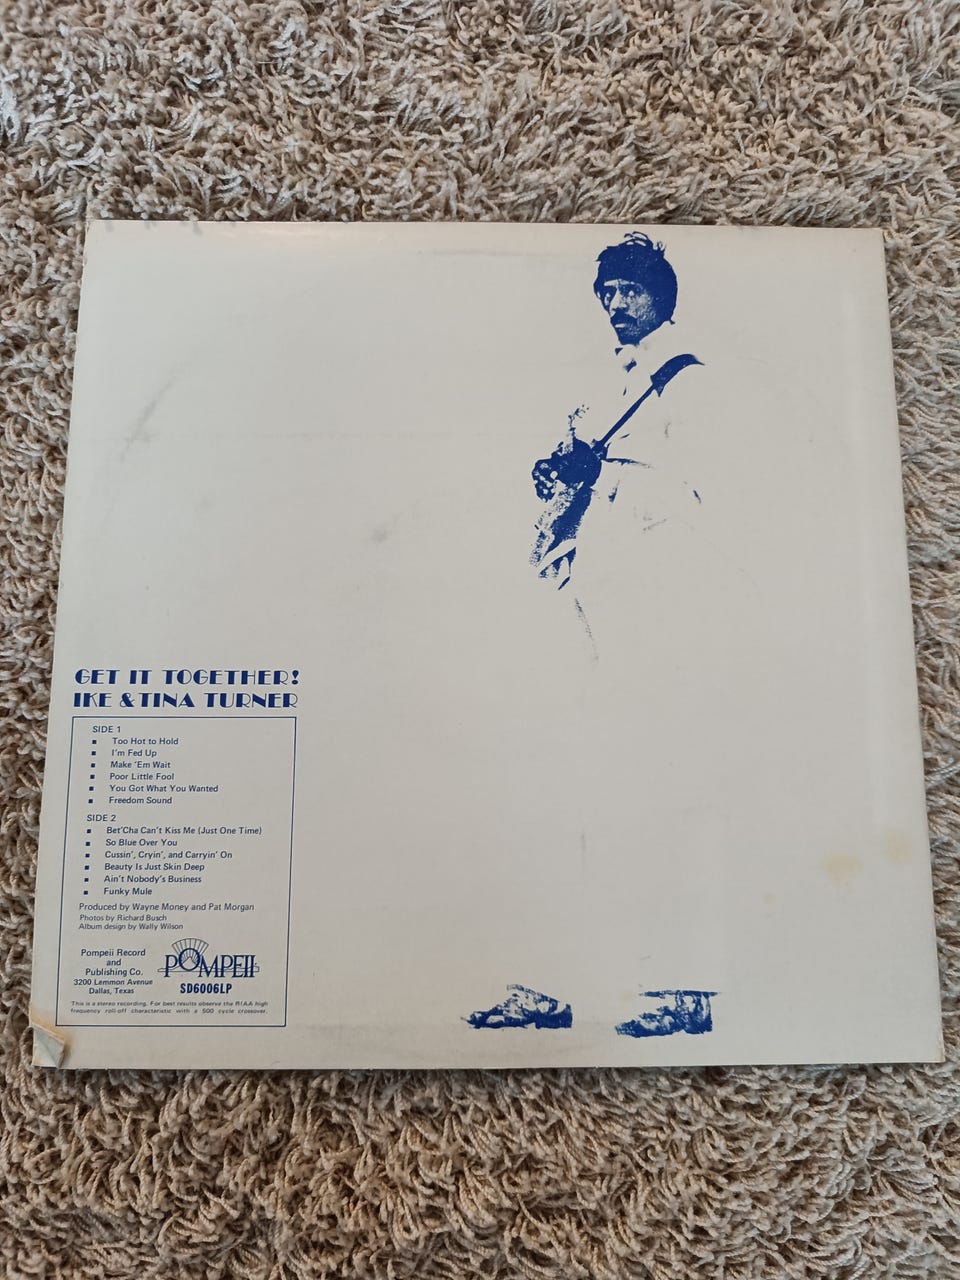 GET IT TOGETHER!
IKE & TINA TURNER
SIDE 1
Too Hot to Hold
I'm Fed Up
Make 'Em Wait
Poor Little Fool
You Got What You Wanted
Freedom Sound
SIDE 2
Bet'Cha Can't Kiss Me (Just One Time)
So Blue Over You
Cussin', Cryin', and Carryin' On
Beauty Is Just Skin Deep
Ain't Nobody's Business
Funky Mule
Produced by Wayne Money and Pat Morgan
Photos by Richard Busch
Album design by Wally Wilson
Pompeii Record
and
Publishing Co.
3200 Lemmon Avenue
Dallas, Texas
POMPEII
SD6006LP
This is a stereo recording. For best results observe the RIAA high
frequency roll-off characteristic with a 500 cycle crossover.